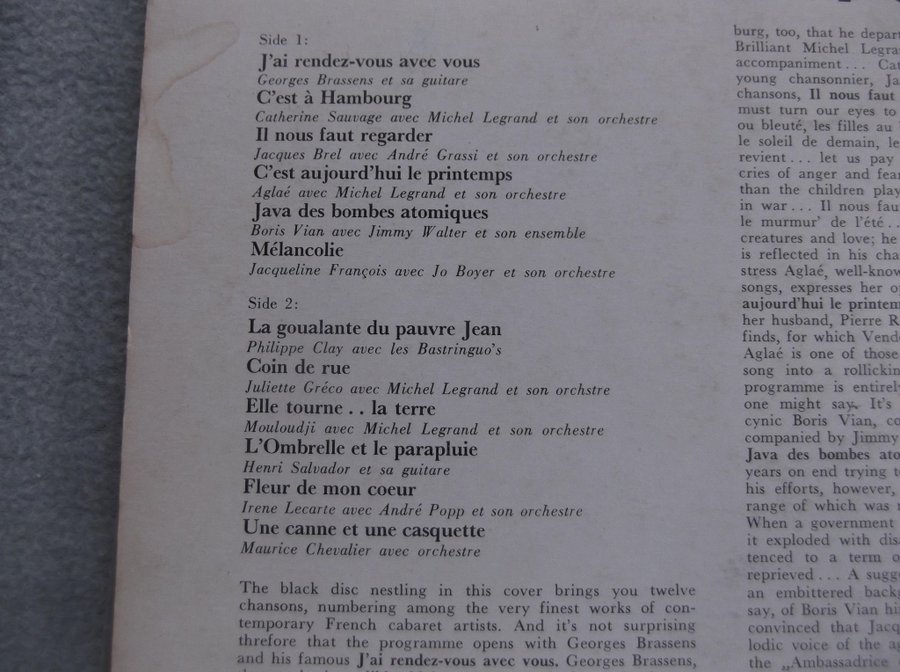 Side 1:
J'ai rendez-vous avec vous
Georges Brassens et sa guitare
C'est à Hambourg
Catherine Sauvage avec Michel Legrand et son orchestre
Il nous faut regarder
Jacques Brel avec André Grassi et son orchestre
C'est aujourd'hui le printemps
Aglaé avec Michel Legrand et son orchestre
Java des bombes atomiques
Boris Vian avec Jimmy Walter et son ensemble
Mélancolie
Jacqueline François avec Jo Boyer et son orchestre
Side 2:
La goualante du pauvre Jean
Philippe Clay avec les Bastringuo's
Coin de rue
Juliette Gréco avec Michel Legrand et son orchstre
Elle tourne . . la terre
Mouloudji avec Michel Legrand et son orchestre
L'Ombrelle et le parapluie
Henri Salvador et sa guitare
Fleur de mon coeur
Irene Lecarte avec André Popp et son orchestre
Une canne et une casquette
Maurice Chevalier avec orchestre
The black disc nestling in this cover brings you twelve
chansons, numbering among the very finest works of con-
temporary French cabaret artists. And it's not surprising
threfore that the programme opens with Georges Brassens
and his famous J'ai rendez-vous avec vous. Georges Brassens,
burg, too, that he depar
Brilliant Michel Legra
accompaniment . . . Ca
young chansonnier, Ja
chansons, Il nous faut
must turn our eyes to
ou bleuté, les filles au
le soleil de demain, le
revient . . . let us pay
cries of anger and fea
than the children play
in war . . . Il nous fau
le murmur' de l'été . .
creatures and love; he
is reflected in his cha
stress Aglaé, well-know
songs, expresses her o
aujourd'hui le printem
her husband, Pierre R
finds, for which Vend
Aglaé is one of those
song into a rollickin
programme is entirel
one might say. It's
cynic Boris Vian, co
companied by Jimmy
Java des bombes ato
years on end trying t
his efforts, however,
range of which was
When a government
it exploded with dis
tenced to a term o
reprieved . . . A sugg
an embittered back
say, of Boris Vian hi
convinced that Jacq
lodic voice of the a
the „Ambassadrice